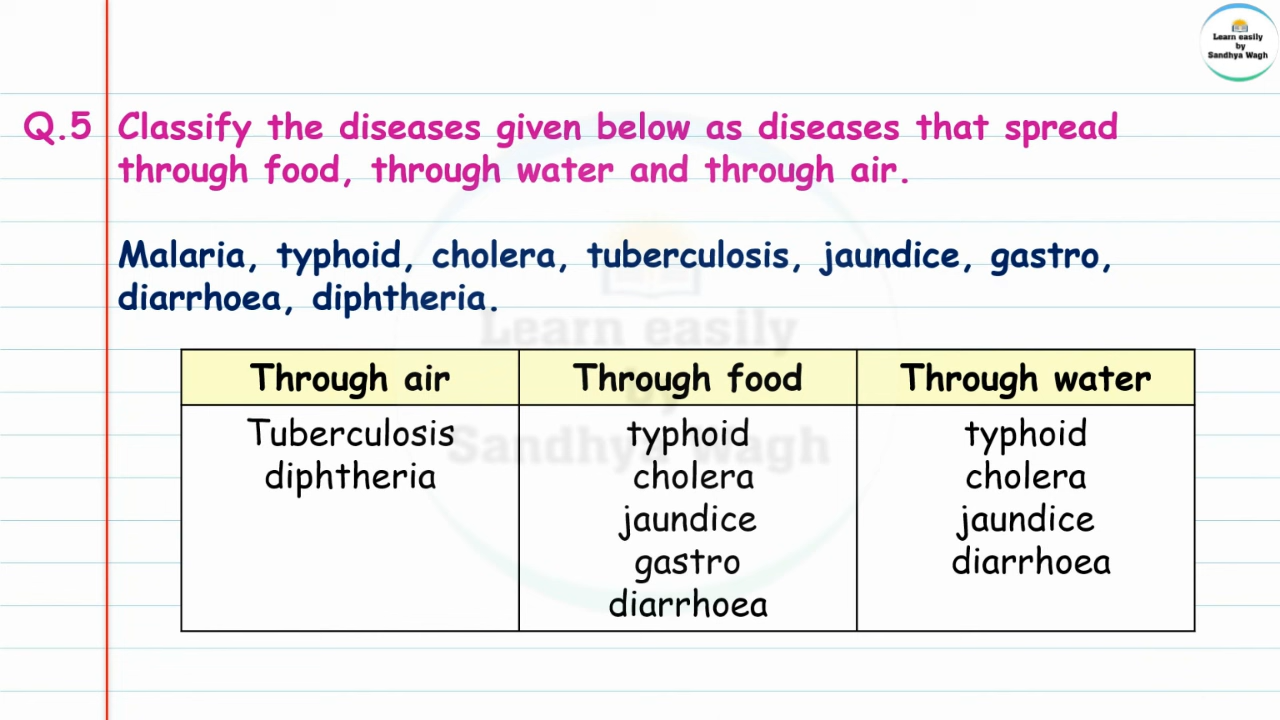 Learn easily
by
Sandhya Wagh
Q.5 Classify the diseases given below as diseases that spread
through food, through water and through air.
Malaria, typhoid, cholera, tuberculosis, jaundice, gastro,
diarrhoea, diphtheria.
Learn easily
by
Sandhya Wagh
Through air Through food Through water
Tuberculosis typhoid typhoid
diphtheria cholera cholera
jaundice jaundice
gastro diarrhoea
diarrhoea